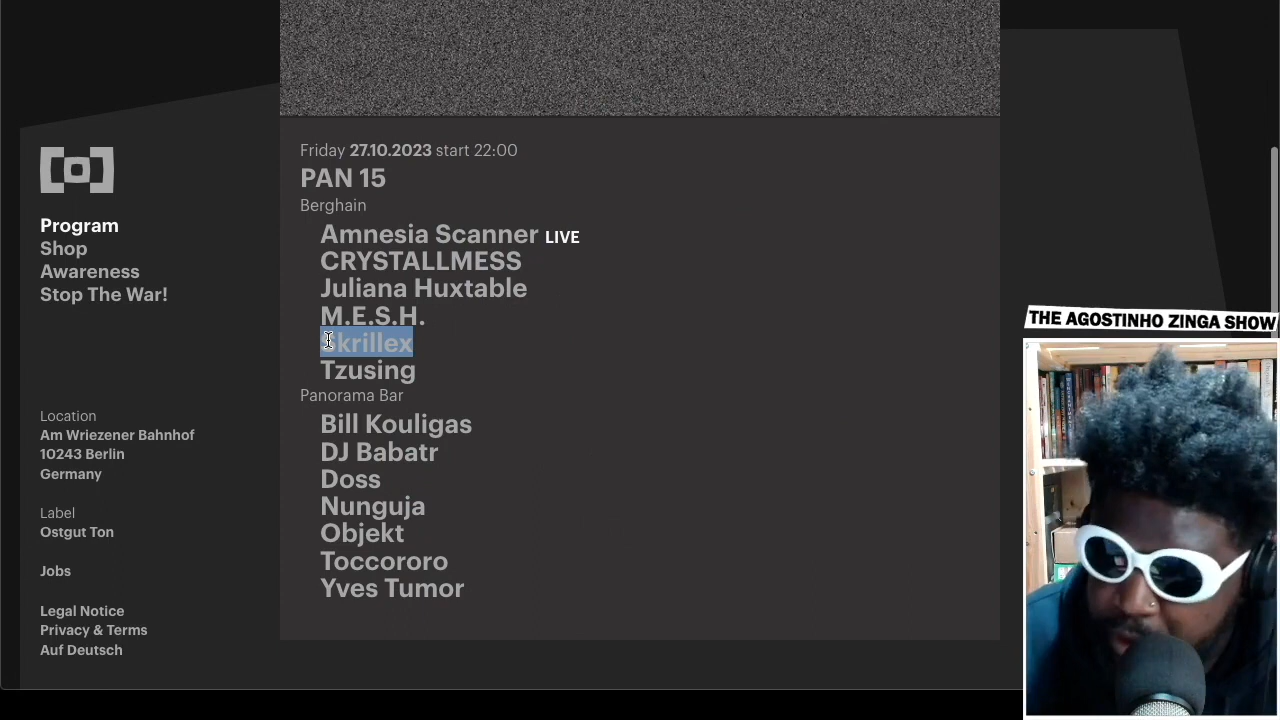 Friday 27.10.2023 start 22:00
PAN 15
Berghain
Amnesia Scanner LIVE
CRYSTALLMESS
Juliana Huxtable
M.E.S.H.
Skrillex
Tzusing
Panorama Bar
Bill Kouligas
DJ Babatr
Doss
Nunguja
Objekt
Toccororo
Yves Tumor
Program
Shop
Awareness
Stop The War!
Location
Am Wriezener Bahnhof
10243 Berlin
Germany
Label
Ostgut Ton
Jobs
Legal Notice
Privacy & Terms
Auf Deutsch
THE AGOSTINHO ZINGA SHOW